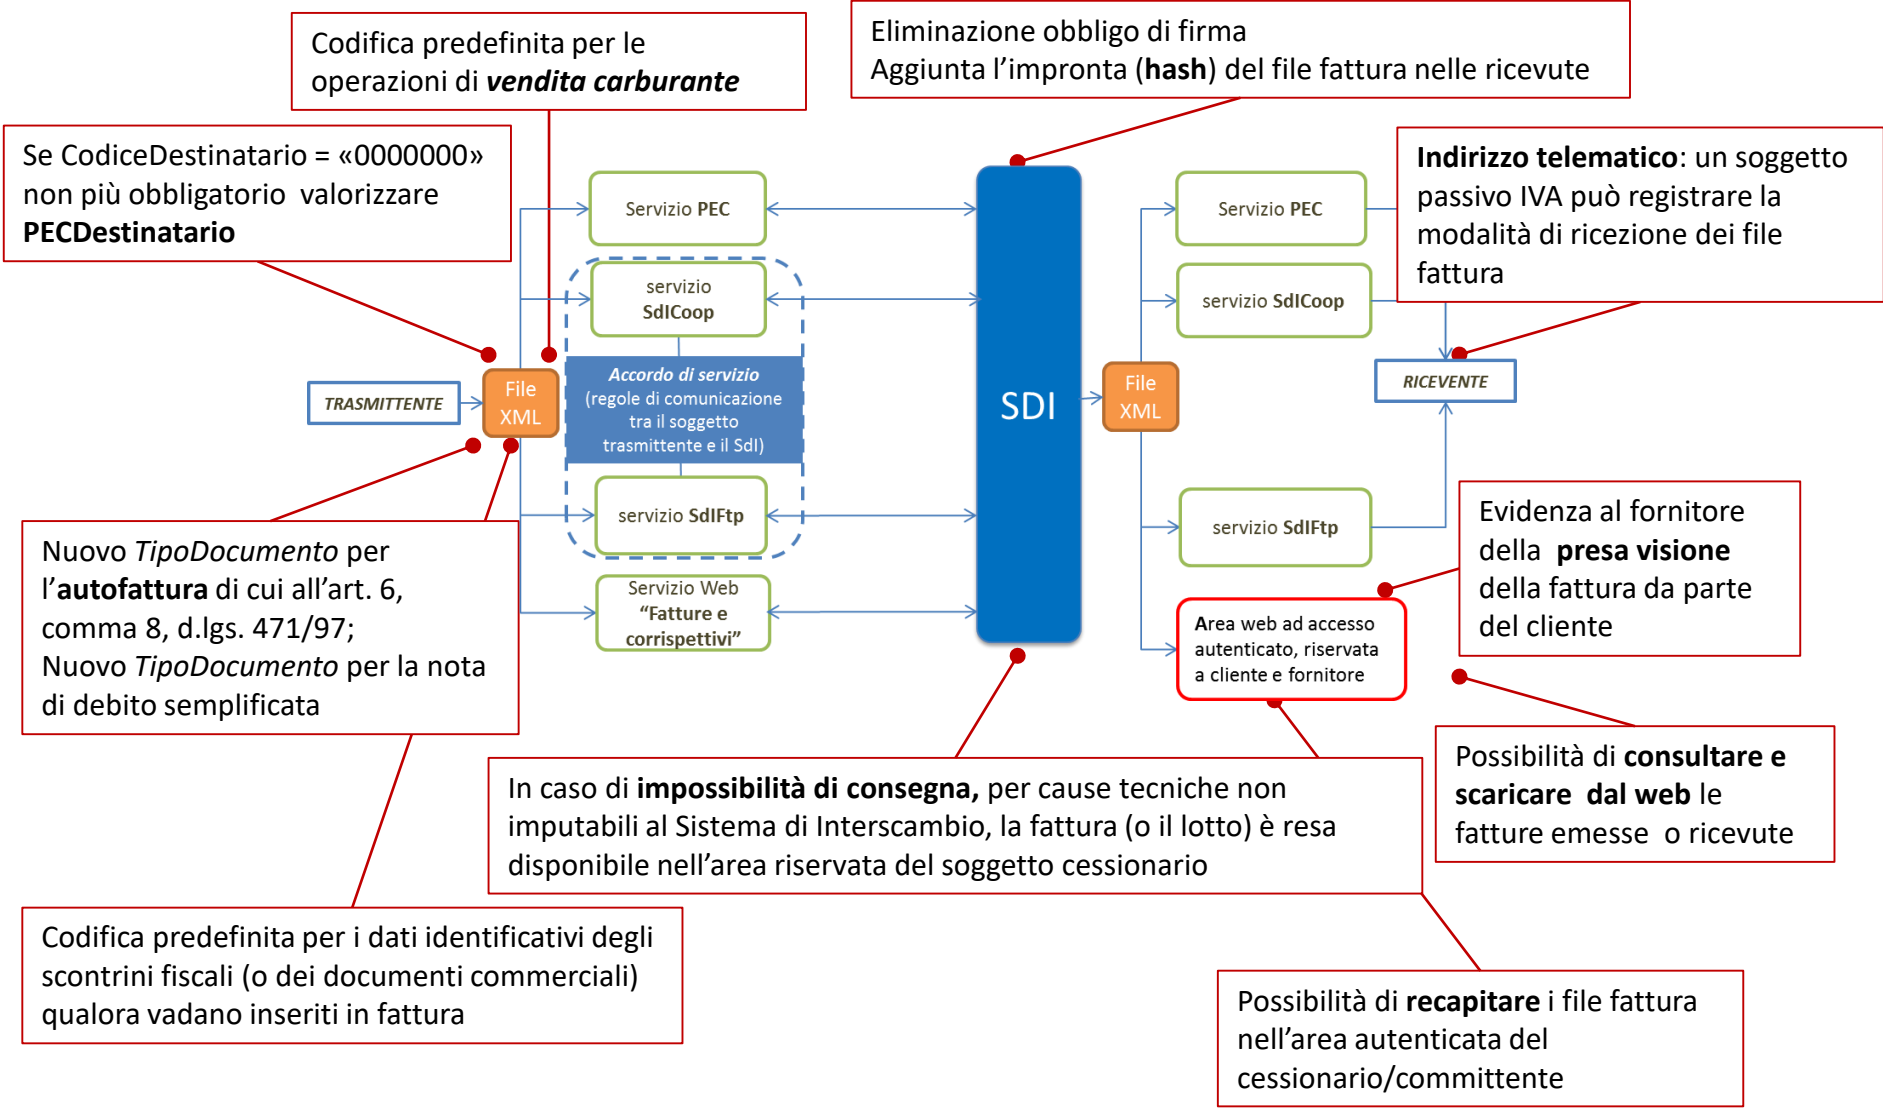 Codifica predefinita per le
operazioni di vendita carburante
Eliminazione obbligo di firma
Aggiunta l’impronta (hash) del file fattura nelle ricevute
Se CodiceDestinatario = «0000000»
non più obbligatorio valorizzare
PECDestinatario
Indirizzo telematico: un soggetto
passivo IVA può registrare la
modalità di ricezione dei file
fattura
Servizio PEC
servizio
SdICoop
Accordo di servizio
(regole di comunicazione
tra il soggetto
trasmittente e il SdI)
servizio SdIFtp
Servizio Web
“Fatture e
corrispettivi”
TRASMITTENTE
File
XML
SDI
File
XML
Servizio PEC
servizio SdICoop
RICEVENTE
servizio SdIFtp
Area web ad accesso
autenticato, riservata
a cliente e fornitore
Evidenza al fornitore
della presa visione
della fattura da parte
del cliente
Nuovo TipoDocumento per
l’autofattura di cui all’art. 6,
comma 8, d.lgs. 471/97;
Nuovo TipoDocumento per la nota
di debito semplificata
In caso di impossibilità di consegna, per cause tecniche non
imputabili al Sistema di Interscambio, la fattura (o il lotto) è resa
disponibile nell’area riservata del soggetto cessionario
Possibilità di consultare e
scaricare dal web le
fatture emesse o ricevute
Codifica predefinita per i dati identificativi degli
scontrini fiscali (o dei documenti commerciali)
qualora vadano inseriti in fattura
Possibilità di recapitare i file fattura
nell’area autenticata del
cessionario/committente